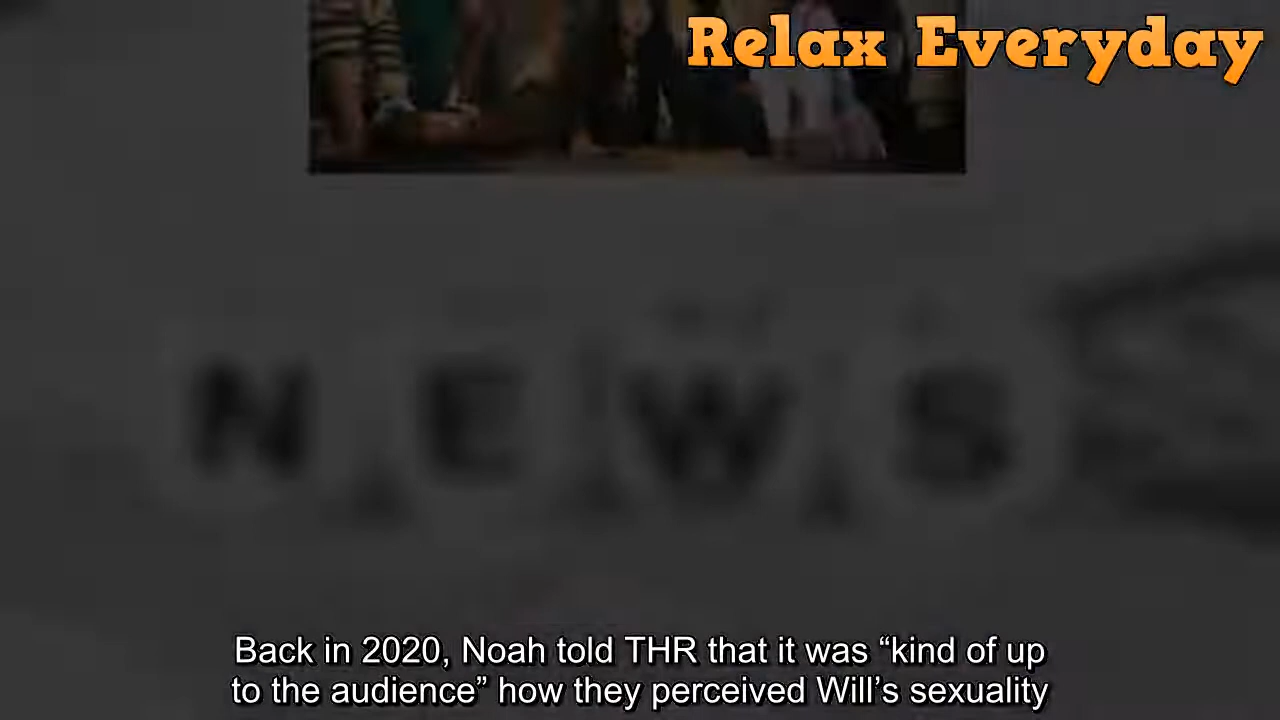 Relax Everyday
N E W S
Back in 2020, Noah told THR that it was “kind of up
to the audience” how they perceived Will’s sexuality